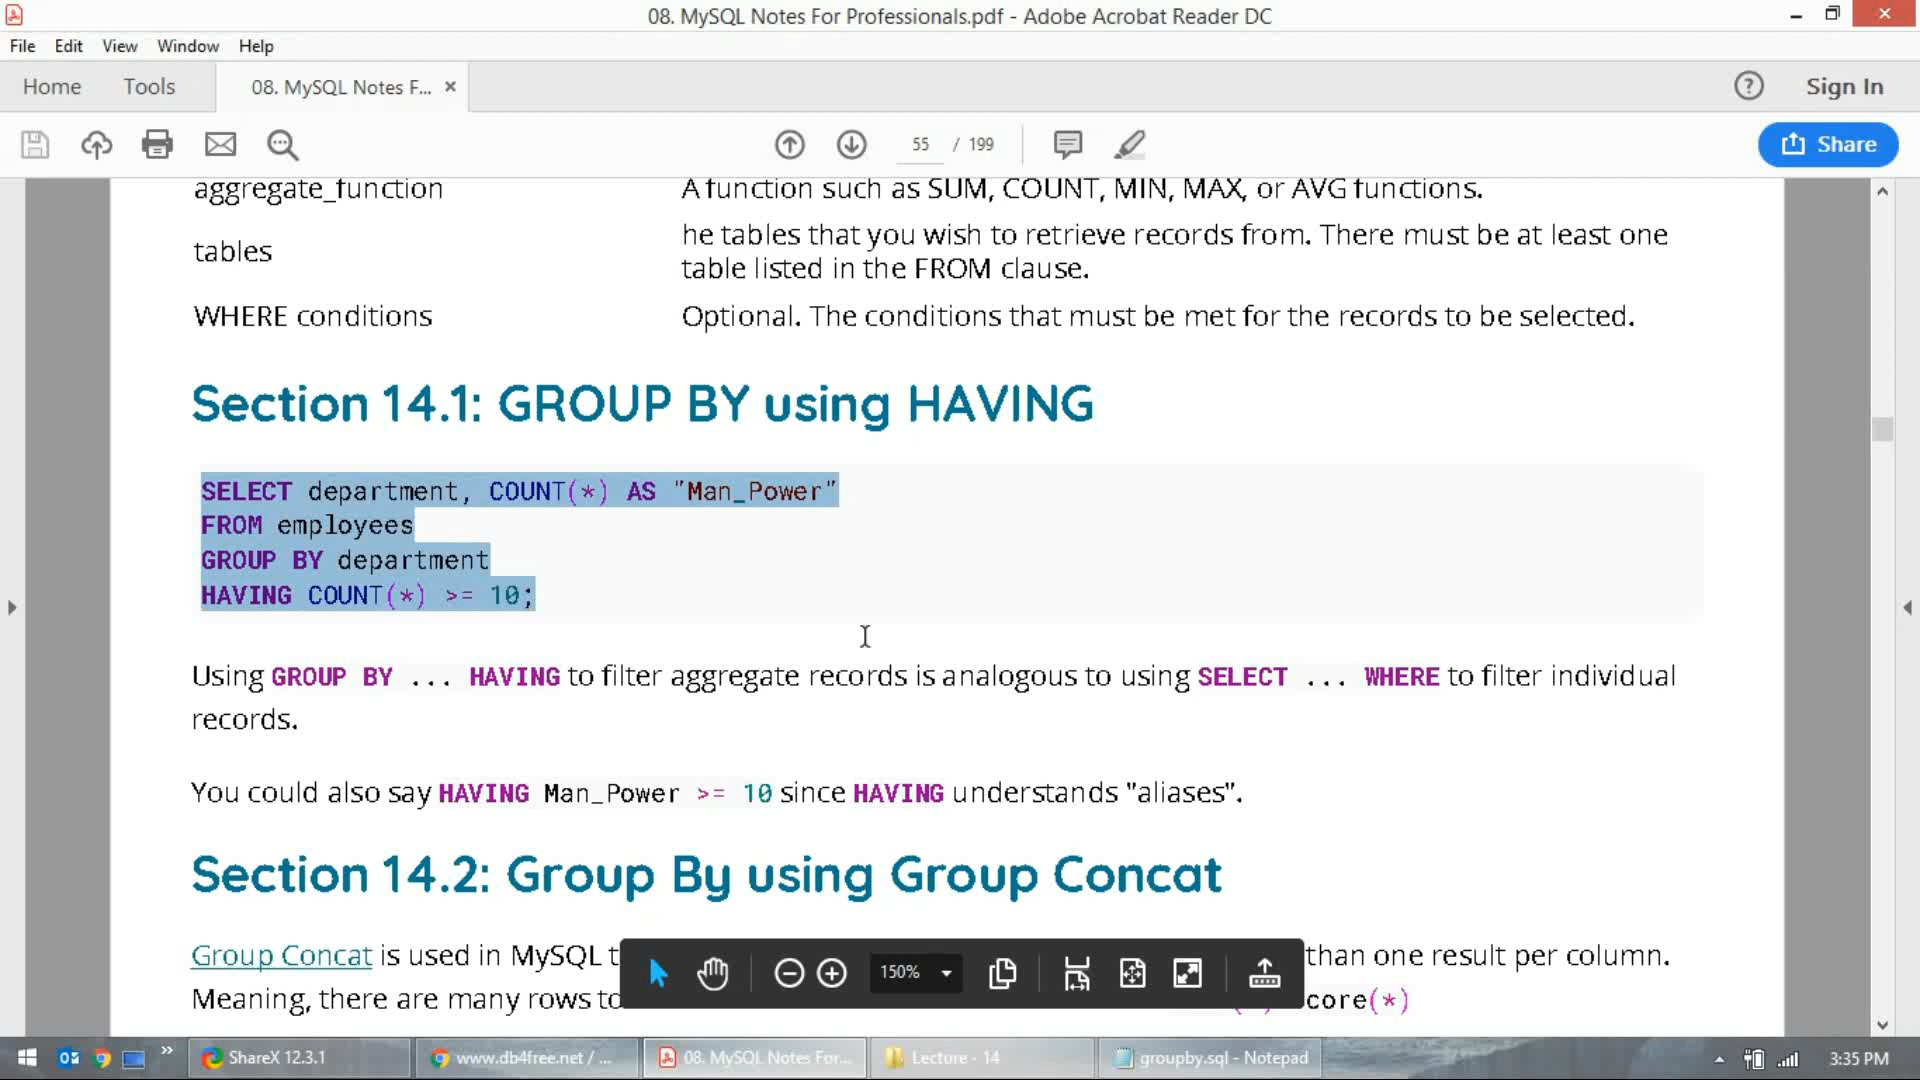 08. MySQL Notes For Professionals.pdf - Adobe Acrobat Reader DC
File Edit View Window Help
Home Tools 08. MySQL Notes F... × Sign In
55 / 199 Share
aggregate_function A function such as SUM, COUNT, MIN, MAX, or AVG functions.
tables he tables that you wish to retrieve records from. There must be at least one
table listed in the FROM clause.
WHERE conditions Optional. The conditions that must be met for the records to be selected.
Section 14.1: GROUP BY using HAVING
SELECT department, COUNT(*) AS "Man_Power"
FROM employees
GROUP BY department
HAVING COUNT(*) >= 10;
Using GROUP BY ... HAVING to filter aggregate records is analogous to using SELECT ... WHERE to filter individual
records.
You could also say HAVING Man_Power >= 10 since HAVING understands "aliases".
Section 14.2: Group By using Group Concat
Group Concat is used in MySQL than one result per column.
Meaning, there are many rows core(*)
150%
ShareX 12.3.1 www.db4free.net / ... 08. MySQL Notes For... Lecture - 14 groupby.sql - Notepad 3:35 PM